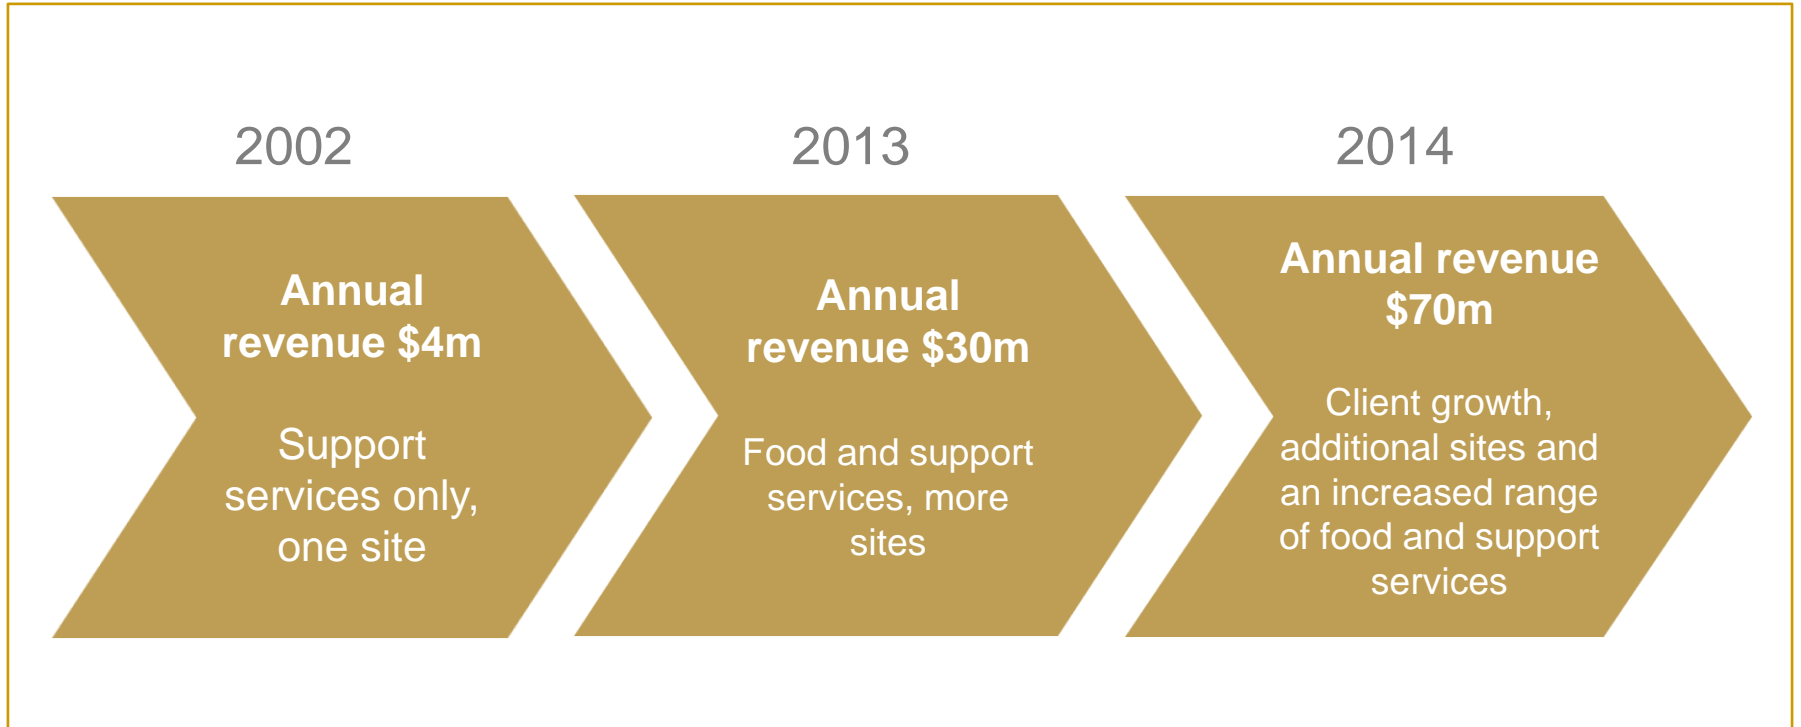 2002
Annual
revenue $4m
Support
services only,
one site
2013
Annual
revenue $30m
Food and support
services, more
sites
2014
Annual revenue
$70m
Client growth,
additional sites and
an increased range
of food and support
services